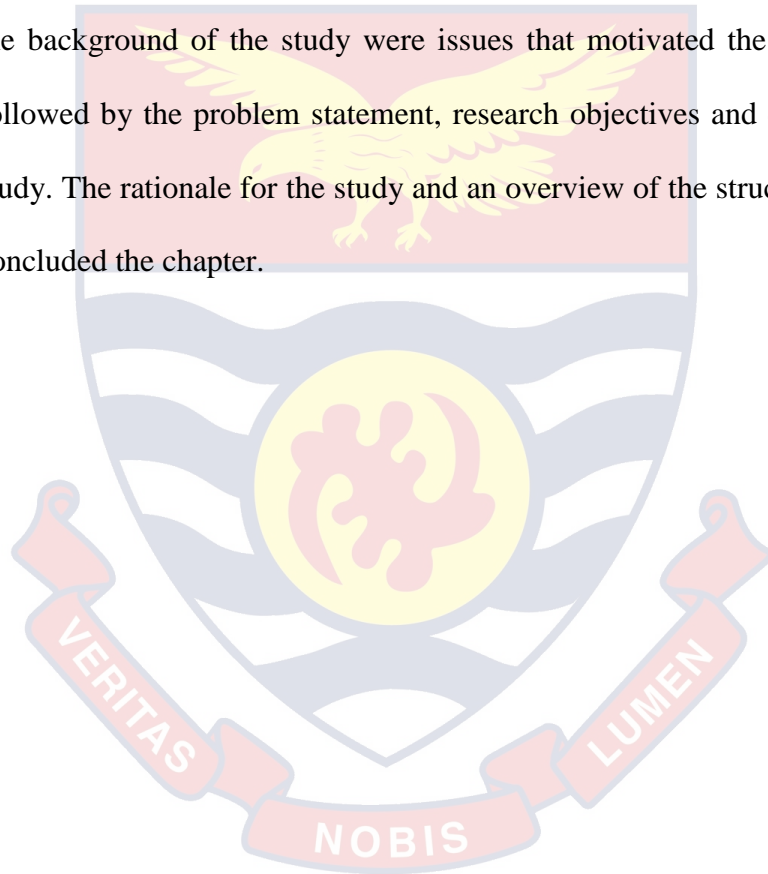 e background of the study were issues that motivated the
ollowed by the problem statement, research objectives and
udy. The rationale for the study and an overview of the struc
oncluded the chapter.
VERITAS
NOBIS
LUMEN